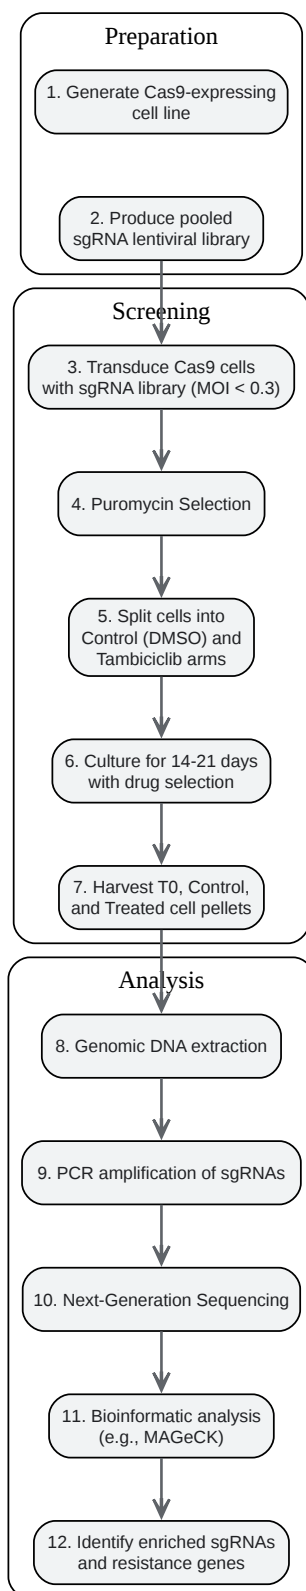 Preparation
1. Generate Cas9-expressing
cell line
2. Produce pooled
sgRNA lentiviral library
Screening
3. Transduce Cas9 cells
with sgRNA library (MOI < 0.3)
4. Puromycin Selection
5. Split cells into
Control (DMSO) and
Tambiciclib arms
6. Culture for 14-21 days
with drug selection
7. Harvest T0, Control,
and Treated cell pellets
Analysis
8. Genomic DNA extraction
9. PCR amplification of sgRNAs
10. Next-Generation Sequencing
11. Bioinformatic analysis
(e.g., MAGeCK)
12. Identify enriched sgRNAs
and resistance genes